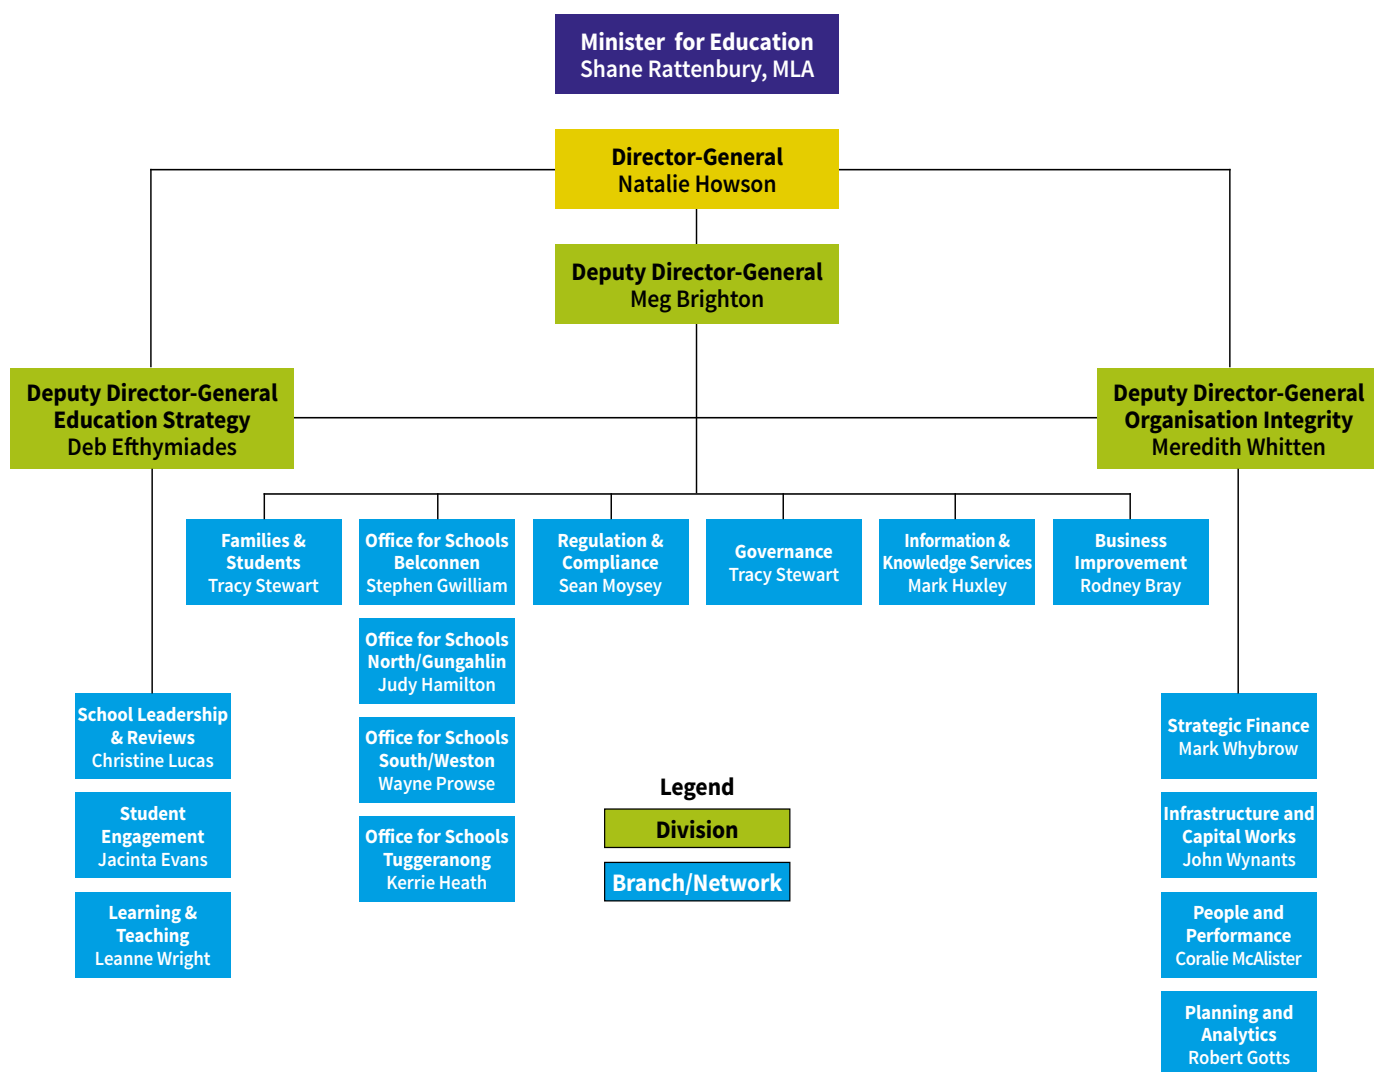 Minister for Education
Shane Rattenbury, MLA
Director-General
Natalie Howson
Deputy Director-General
Meg Brighton
Deputy Director-General
Education Strategy
Deb Efthymiades
Deputy Director-General
Organisation Integrity
Meredith Whitten
Families &
Students
Tracy Stewart
Office for Schools
Belconnen
Stephen Gwilliam
Regulation &
Compliance
Sean Moysey
Governance
Tracy Stewart
Information &
Knowledge Services
Mark Huxley
Business
Improvement
Rodney Bray
Office for Schools
North/Gungahlin
Judy Hamilton
Office for Schools
South/Weston
Wayne Prowse
Office for Schools
Tuggeranong
Kerrie Heath
School Leadership
& Reviews
Christine Lucas
Student
Engagement
Jacinta Evans
Learning &
Teaching
Leanne Wright
Legend
Division
Branch/Network
Strategic Finance
Mark Whybrow
Infrastructure and
Capital Works
John Wynants
People and
Performance
Coralie McAlister
Planning and
Analytics
Robert Gotts